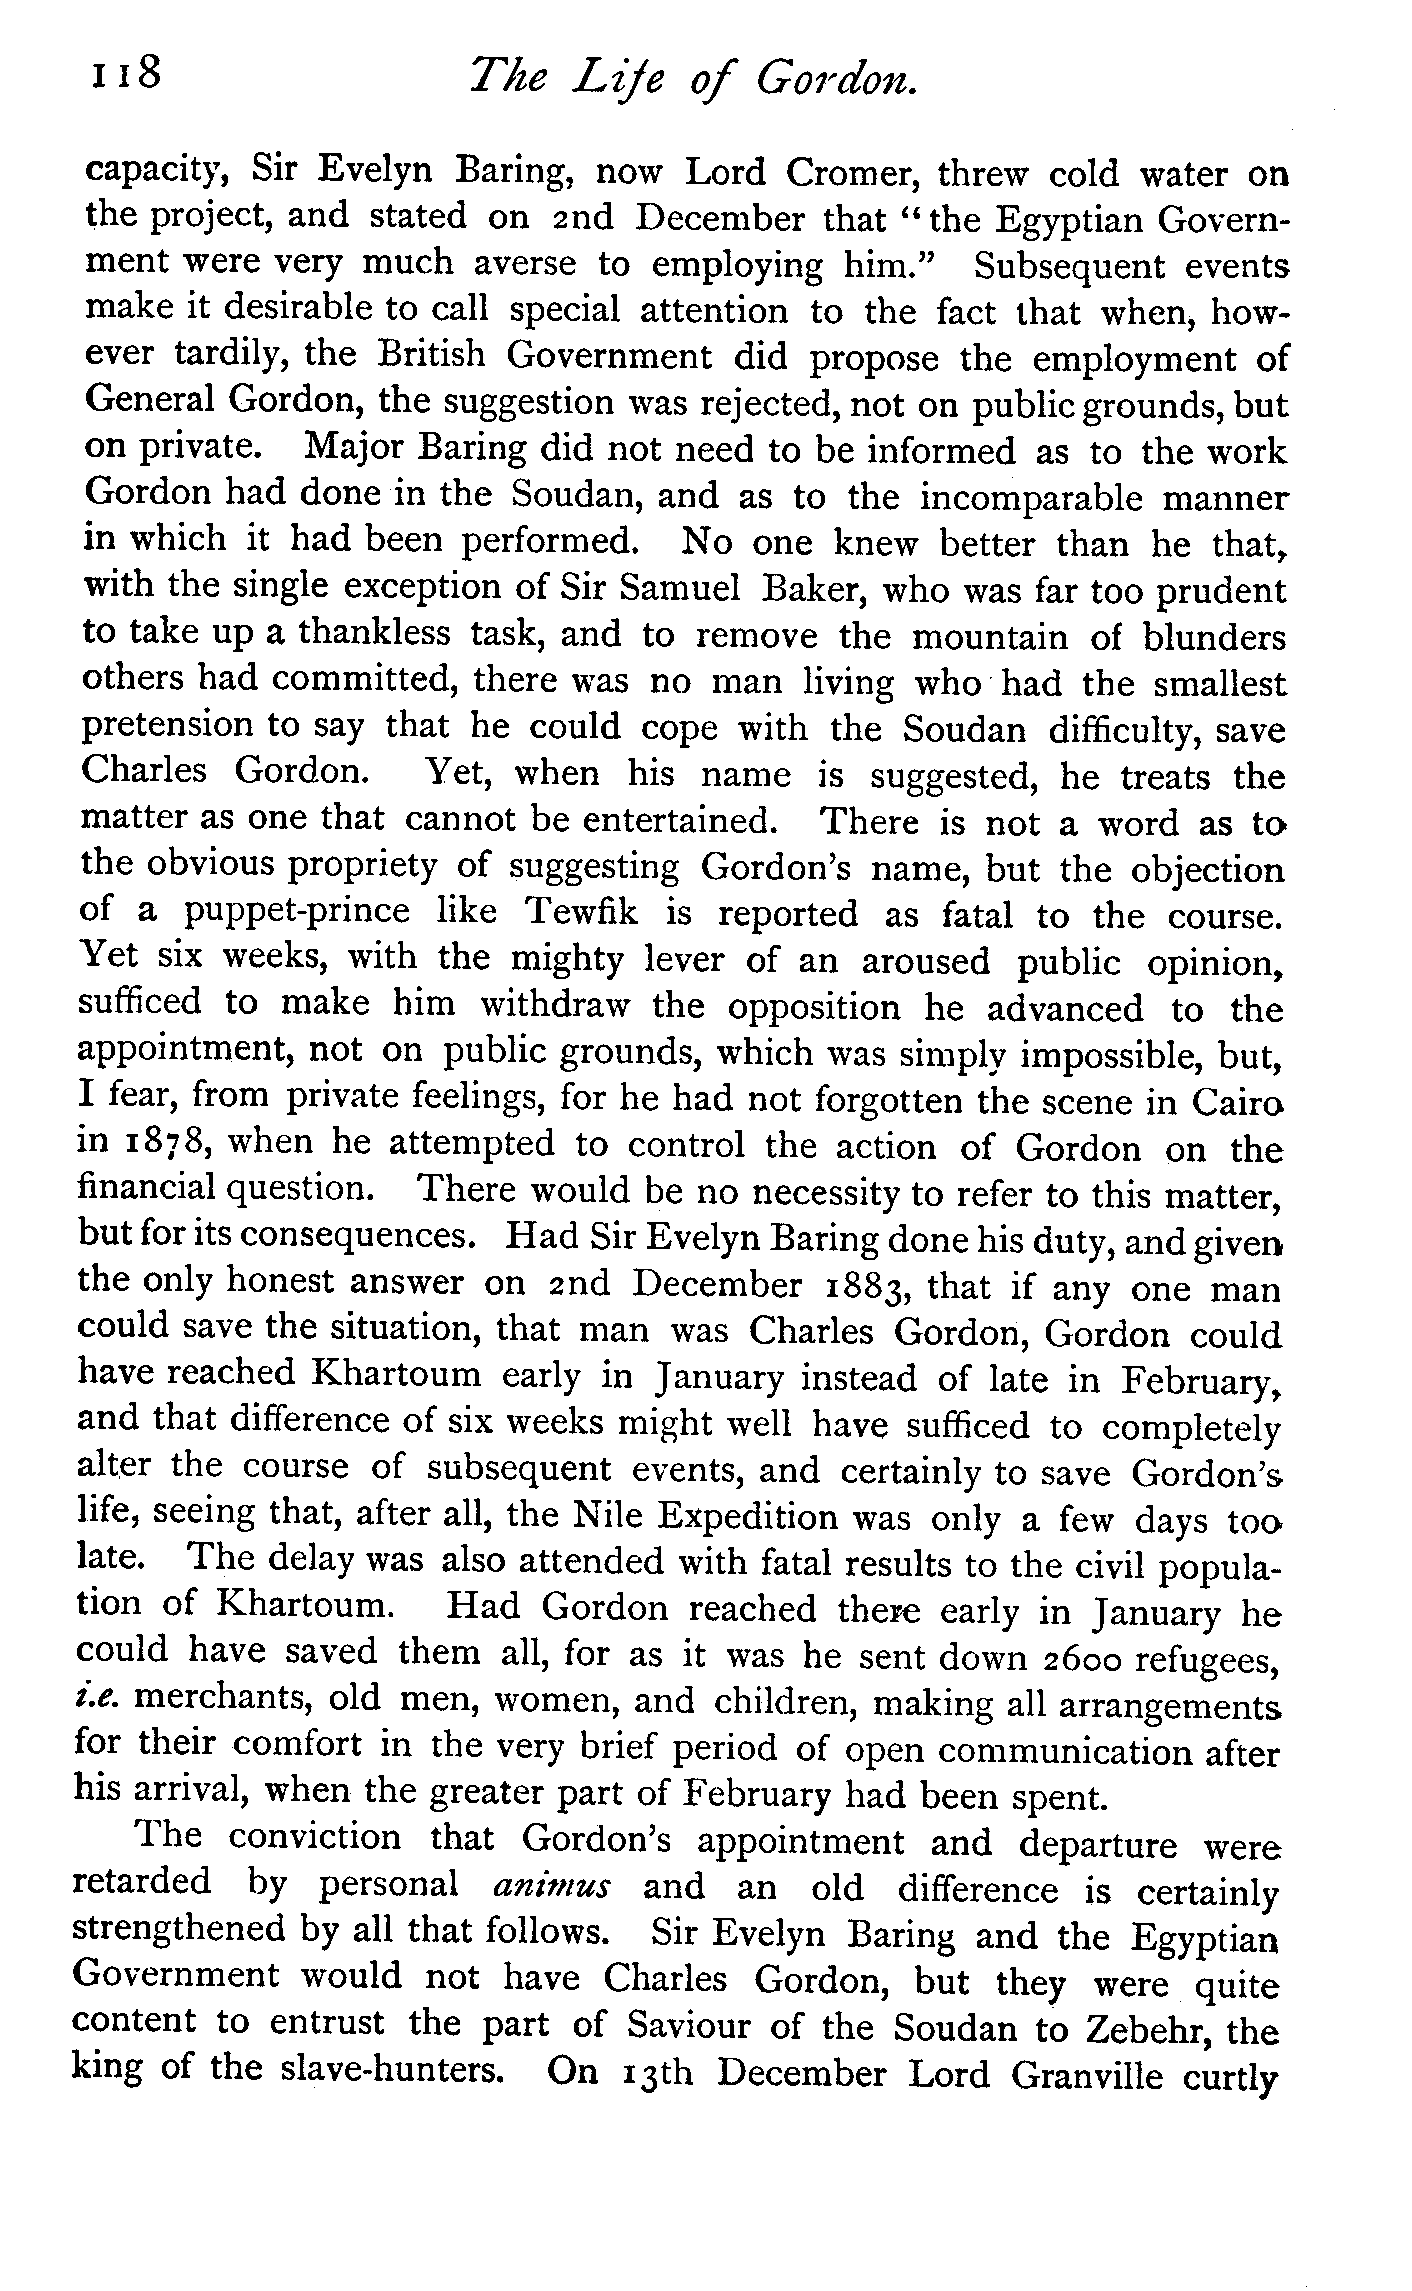 118 The Life of Gordon.
capacity, Sir Evelyn Baring, now Lord Cromer, threw cold water on
the project, and stated on 2nd December that “the Egyptian Govern-
ment were very much averse to employing him.” Subsequent events
make it desirable to call special attention to the fact that when, how-
ever tardily, the British Government did propose the employment of
General Gordon, the suggestion was rejected, not on public grounds, but
on private. Major Baring did not need to be informed as to the work
Gordon had done in the Soudan, and as to the incomparable manner
in which it had been performed. No one knew better than he that,
with the single exception of Sir Samuel Baker, who was far too prudent
to take up a thankless task, and to remove the mountain of blunders
others had committed, there was no man living who had the smallest
pretension to say that he could cope with the Soudan difficulty, save
Charles Gordon. Yet, when his name is suggested, he treats the
matter as one that cannot be entertained. There is not a word as to
the obvious propriety of suggesting Gordon’s name, but the objection
of a puppet-prince like Tewfik is reported as fatal to the course.
Yet six weeks, with the mighty lever of an aroused public opinion,
sufficed to make him withdraw the opposition he advanced to the
appointment, not on public grounds, which was simply impossible, but,
I fear, from private feelings, for he had not forgotten the scene in Cairo
in 1878, when he attempted to control the action of Gordon on the
financial question. There would be no necessity to refer to this matter,
but for its consequences. Had Sir Evelyn Baring done his duty, and given
the only honest answer on 2nd December 1883, that if any one man
could save the situation, that man was Charles Gordon, Gordon could
have reached Khartoum early in January instead of late in February,
and that difference of six weeks might well have sufficed to completely
alter the course of subsequent events, and certainly to save Gordon’s
life, seeing that, after all, the Nile Expedition was only a few days too
late. The delay was also attended with fatal results to the civil popula-
tion of Khartoum. Had Gordon reached there early in January he
could have saved them all, for as it was he sent down 2600 refugees,
i.e. merchants, old men, women, and children, making all arrangements
for their comfort in the very brief period of open communication after
his arrival, when the greater part of February had been spent.
The conviction that Gordon’s appointment and departure were
retarded by personal animus and an old difference is certainly
strengthened by all that follows. Sir Evelyn Baring and the Egyptian
Government would not have Charles Gordon, but they were quite
content to entrust the part of Saviour of the Soudan to Zebehr, the
king of the slave-hunters. On 13th December Lord Granville curtly